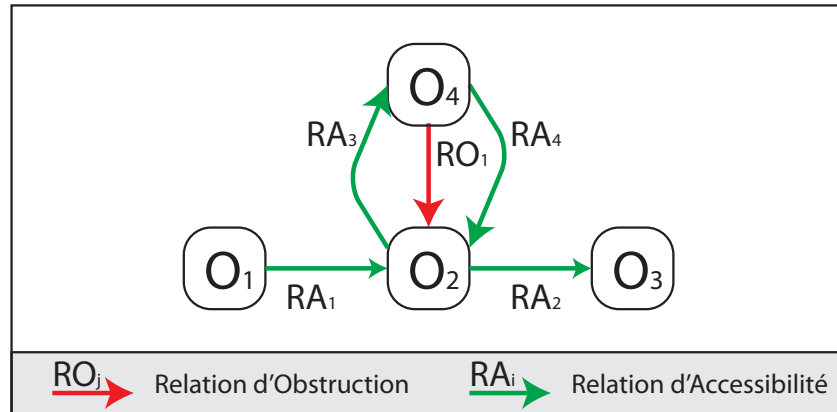 O4
RA3
RO1
RA4
O1
O2
O3
RA1
RA2
ROj
Relation d'Obstruction
RAi
Relation d'Accessibilité